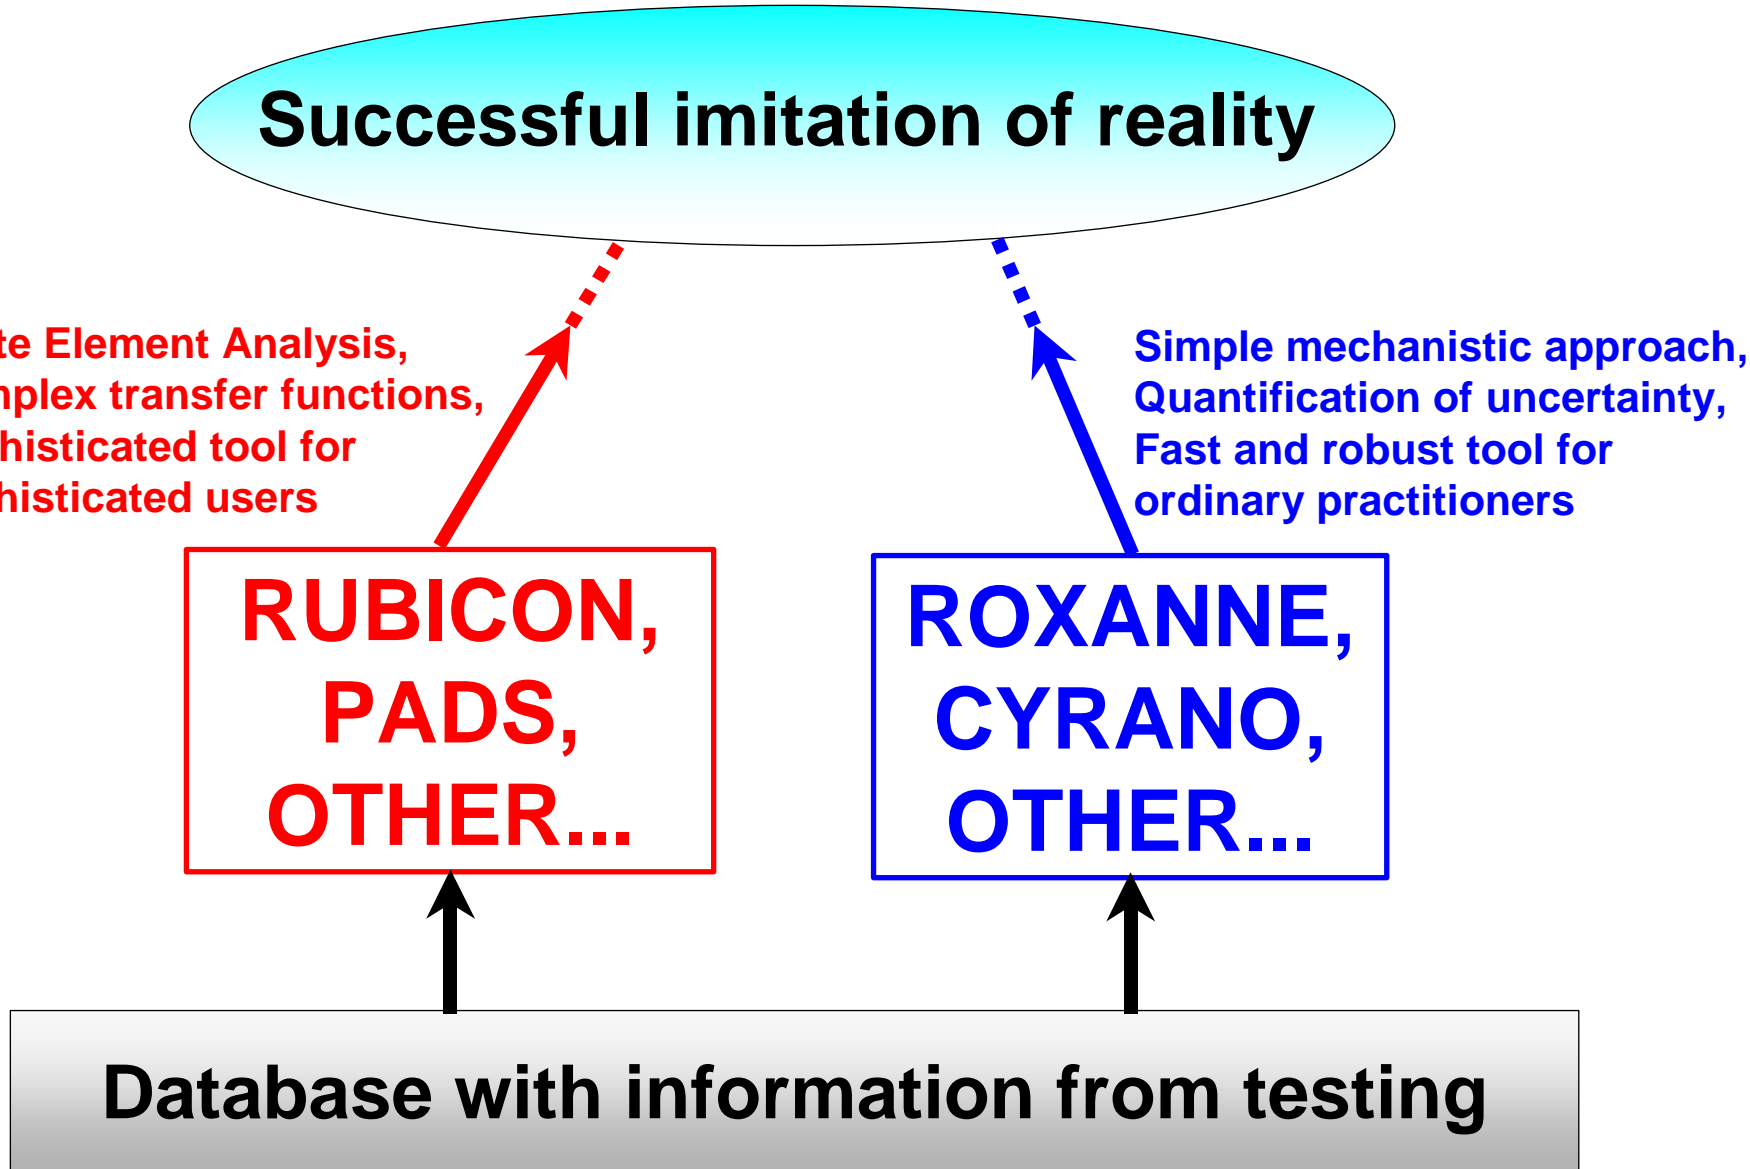 Successful imitation of reality
te Element Analysis,
mplex transfer functions,
histicated tool for
histicated users
Simple mechanistic approach,
Quantification of uncertainty,
Fast and robust tool for
ordinary practitioners
RUBICON,
PADS,
OTHER...
ROXANNE,
CYRANO,
OTHER...
Database with information from testing